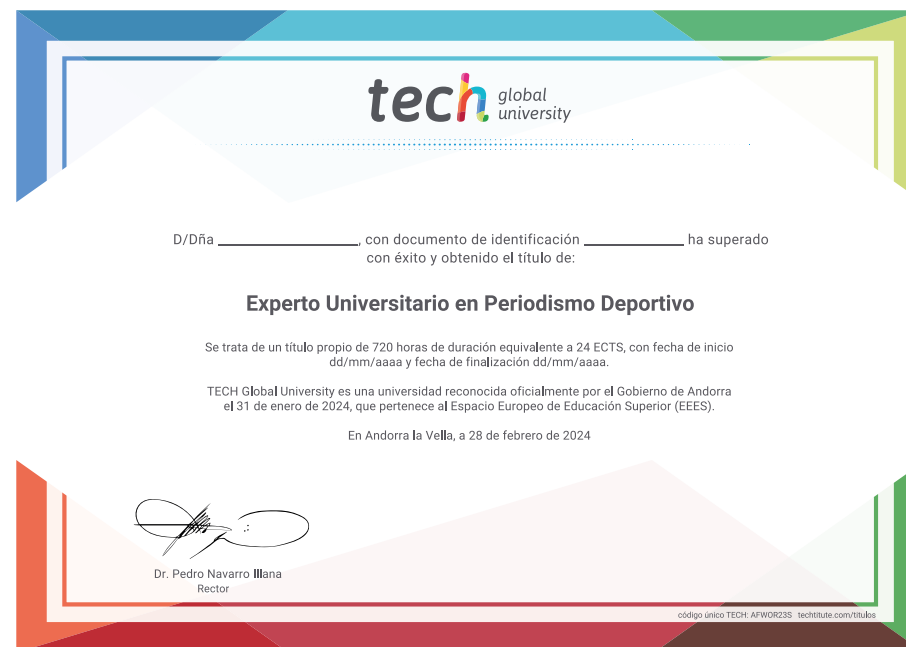 tech global university
D/Dña ____________________, con documento de identificación ______________ ha superado
con éxito y obtenido el título de:
Experto Universitario en Periodismo Deportivo
Se trata de un título propio de 720 horas de duración equivalente a 24 ECTS, con fecha de inicio
dd/mm/aaaa y fecha de finalización dd/mm/aaaa.
TECH Global University es una universidad reconocida oficialmente por el Gobierno de Andorra
el 31 de enero de 2024, que pertenece al Espacio Europeo de Educación Superior (EEES).
En Andorra la Vella, a 28 de febrero de 2024
Dr. Pedro Navarro Illana
Rector
código único TECH: AFWOR23S techtitute.com/titulos